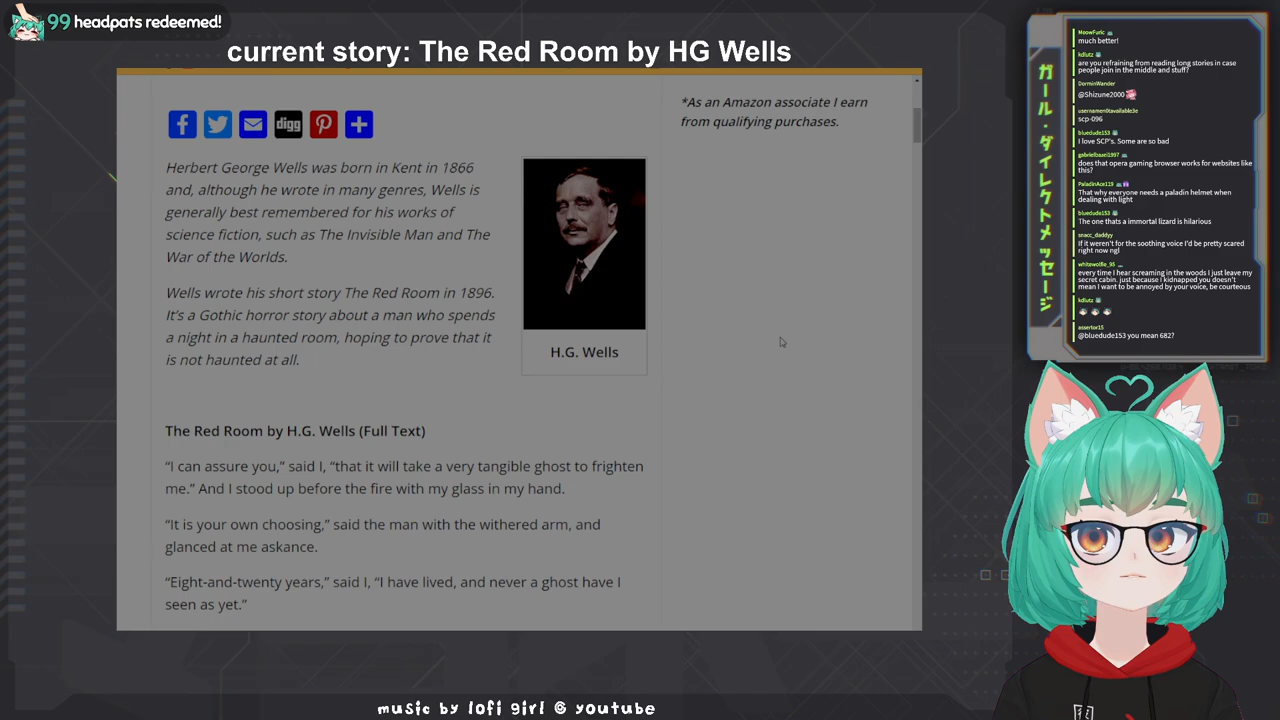 99 headpats redeemed!
current story: The Red Room by HG Wells
*As an Amazon associate I earn
from qualifying purchases.
digg
Herbert George Wells was born in Kent in 1866
and, although he wrote in many genres, Wells is
generally best remembered for his works of
science fiction, such as The Invisible Man and The
War of the Worlds.
Wells wrote his short story The Red Room in 1896.
It's a Gothic horror story about a man who spends
a night in a haunted room, hoping to prove that it
is not haunted at all.
H.G. Wells
The Red Room by H.G. Wells (Full Text)
“I can assure you,” said I, “that it will take a very tangible ghost to frighten
me.” And I stood up before the fire with my glass in my hand.
“It is your own choosing,” said the man with the withered arm, and
glanced at me askance.
“Eight-and-twenty years,” said I, “I have lived, and never a ghost have I
seen as yet.”
ガール・ダイレクトメッセージ
MeowFuric
much better!
kdlutz
are you refraining from reading long stories in case
people join in the middle and stuff?
DorminWander
@Shizune2000
usernam0tavailable3e
scp-096
bluedude153
I love SCP's. Some are so bad
gabrielbauei1997
does that opera gaming browser works for websites like
this?
PaladinAce119
That why everyone needs a paladin helmet when
dealing with light
bluedude153
The one thats a immortal lizard is hilarious
snacc_daddyy
If it weren't for the soothing voice I'd be pretty scared
right now ngl
whitewolfie_95
every time I hear screaming in the woods I just leave my
secret cabin. just because i kidnapped you doesn't
mean I want to be annoyed by your voice, be courteous
kdlutz
assertor15
@bluedude153 you mean 682?
music by lofi girl @ youtube